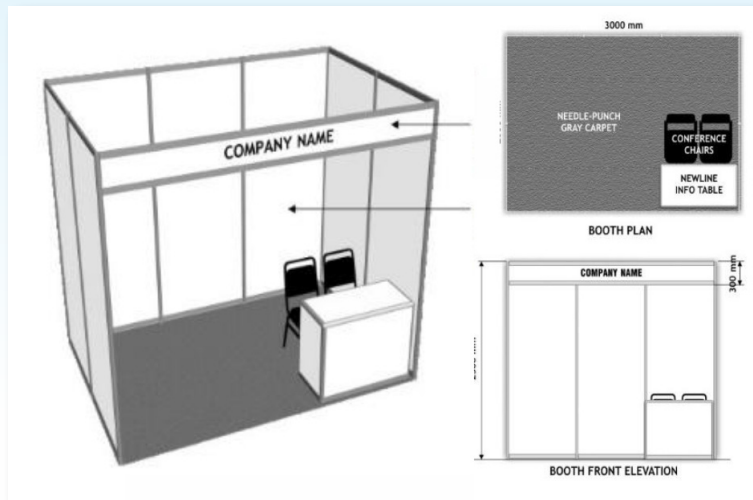 COMPANY NAME
3000 mm
NEEDLE-PUNCH
GRAY CARPET
CONFERENCE
CHAIRS
NEWLINE
INFO TABLE
BOOTH PLAN
COMPANY NAME
300 mm
BOOTH FRONT ELEVATION